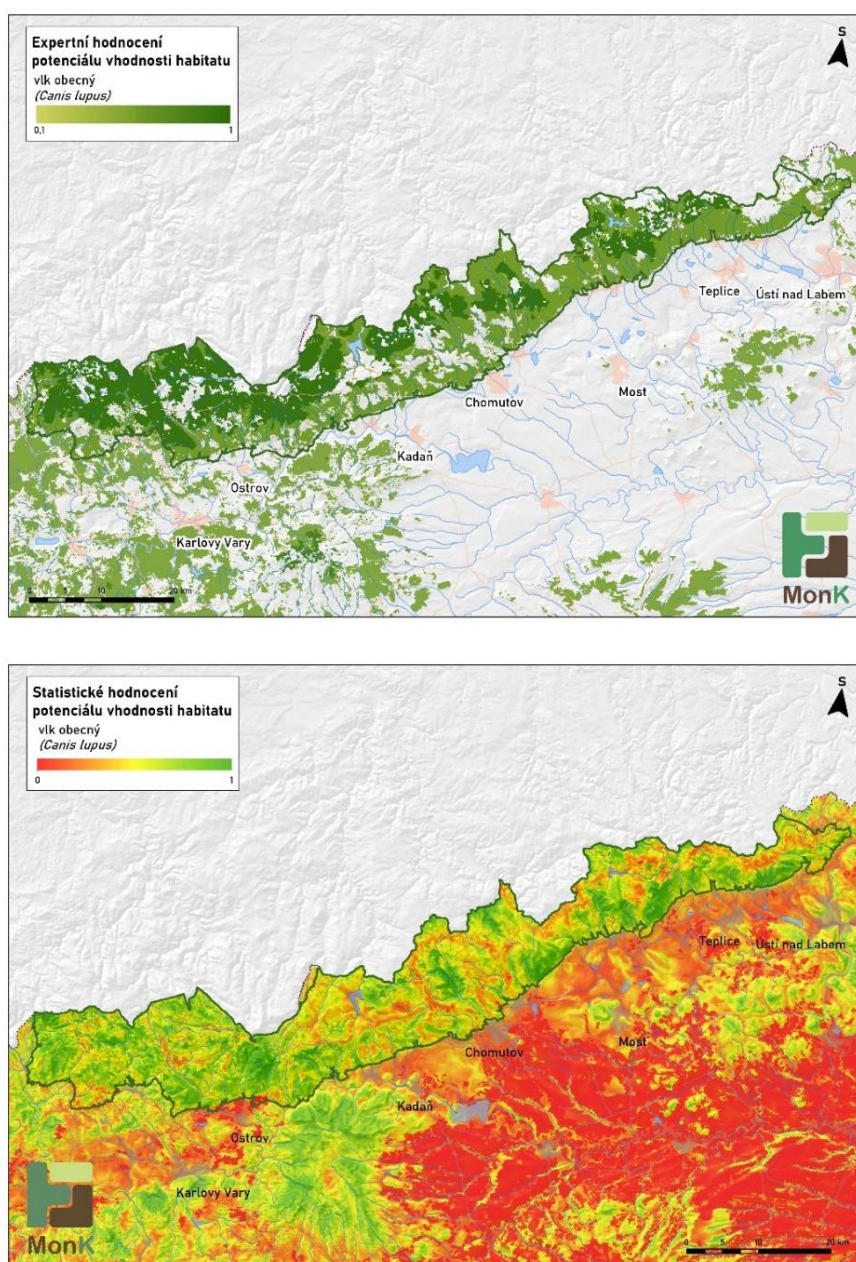 Expertní hodnocení
potenciálu vhodnosti habitatu
vlk obecný
(Canis lupus)
0,1 1
S
Teplice
Ústí nad Labem
Most
Chomutov
Kadaň
Ostrov
Karlovy Vary
0 5 10 20 km
MonK
Statistické hodnocení
potenciálu vhodnosti habitatu
vlk obecný
(Canis lupus)
0 1
S
Teplice
Ústí nad Labem
Most
Chomutov
Kadaň
Ostrov
Karlovy Vary
MonK
0 5 10 20 km